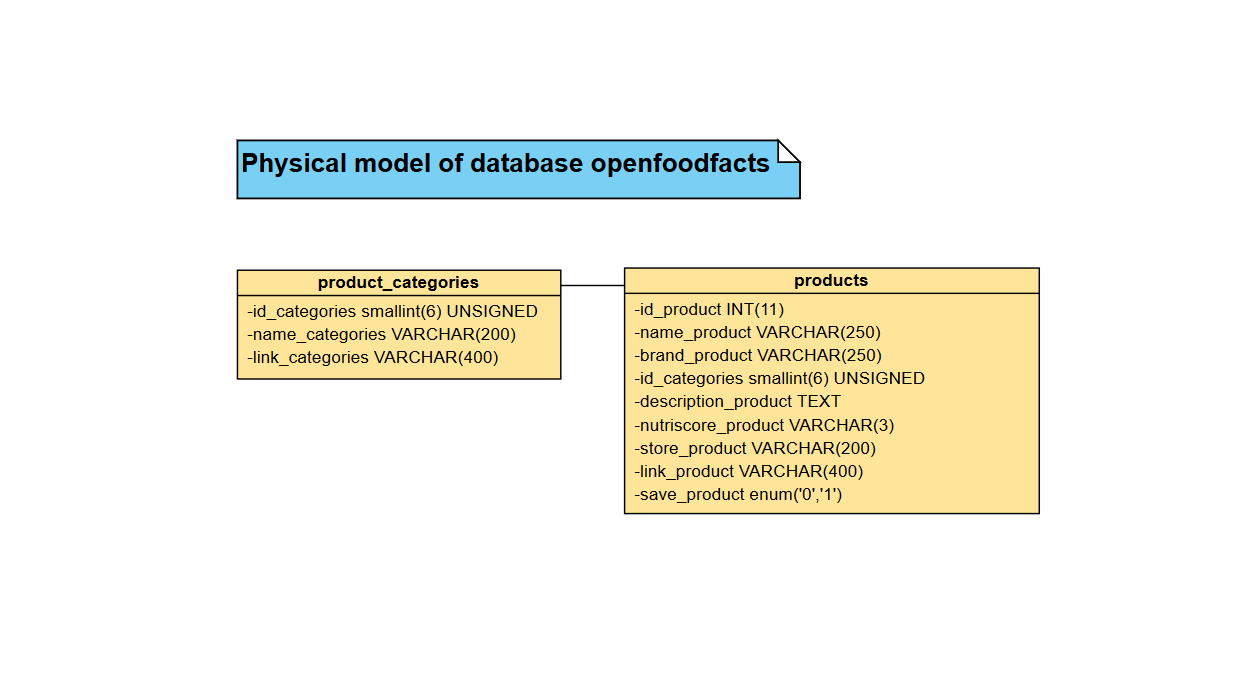 Physical model of database openfoodfacts
product_categories
-id_categories smallint(6) UNSIGNED
-name_categories VARCHAR(200)
-link_categories VARCHAR(400)
products
-id_product INT(11)
-name_product VARCHAR(250)
-brand_product VARCHAR(250)
-id_categories smallint(6) UNSIGNED
-description_product TEXT
-nutriscore_product VARCHAR(3)
-store_product VARCHAR(200)
-link_product VARCHAR(400)
-save_product enum('0','1')